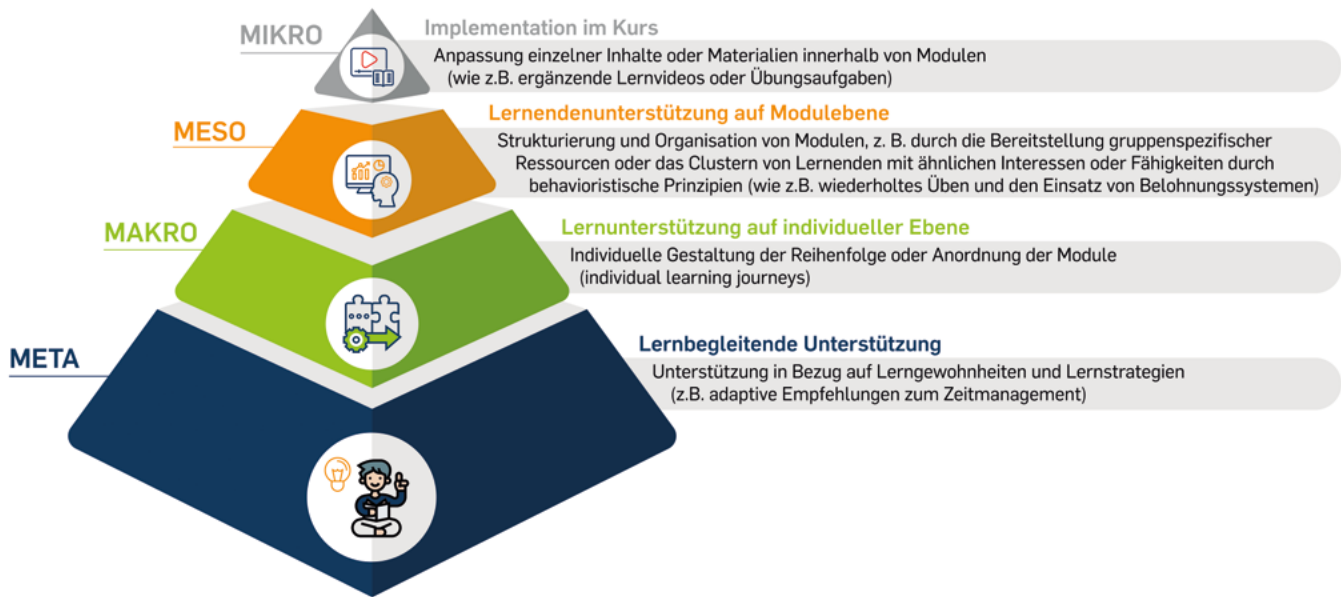 MIKRO
Implementation im Kurs
Anpassung einzelner Inhalte oder Materialien innerhalb von Modulen
(wie z.B. ergänzende Lernvideos oder Übungsaufgaben)
MESO
Lernendenunterstützung auf Modulebene
Strukturierung und Organisation von Modulen, z. B. durch die Bereitstellung gruppenspezifischer
Ressourcen oder das Clustern von Lernenden mit ähnlichen Interessen oder Fähigkeiten durch
behavioristische Prinzipien (wie z.B. wiederholtes Üben und den Einsatz von Belohnungssystemen)
MAKRO
Lernunterstützung auf individueller Ebene
Individuelle Gestaltung der Reihenfolge oder Anordnung der Module
(individual learning journeys)
META
Lernbegleitende Unterstützung
Unterstützung in Bezug auf Lerngewohnheiten und Lernstrategien
(z.B. adaptive Empfehlungen zum Zeitmanagement)